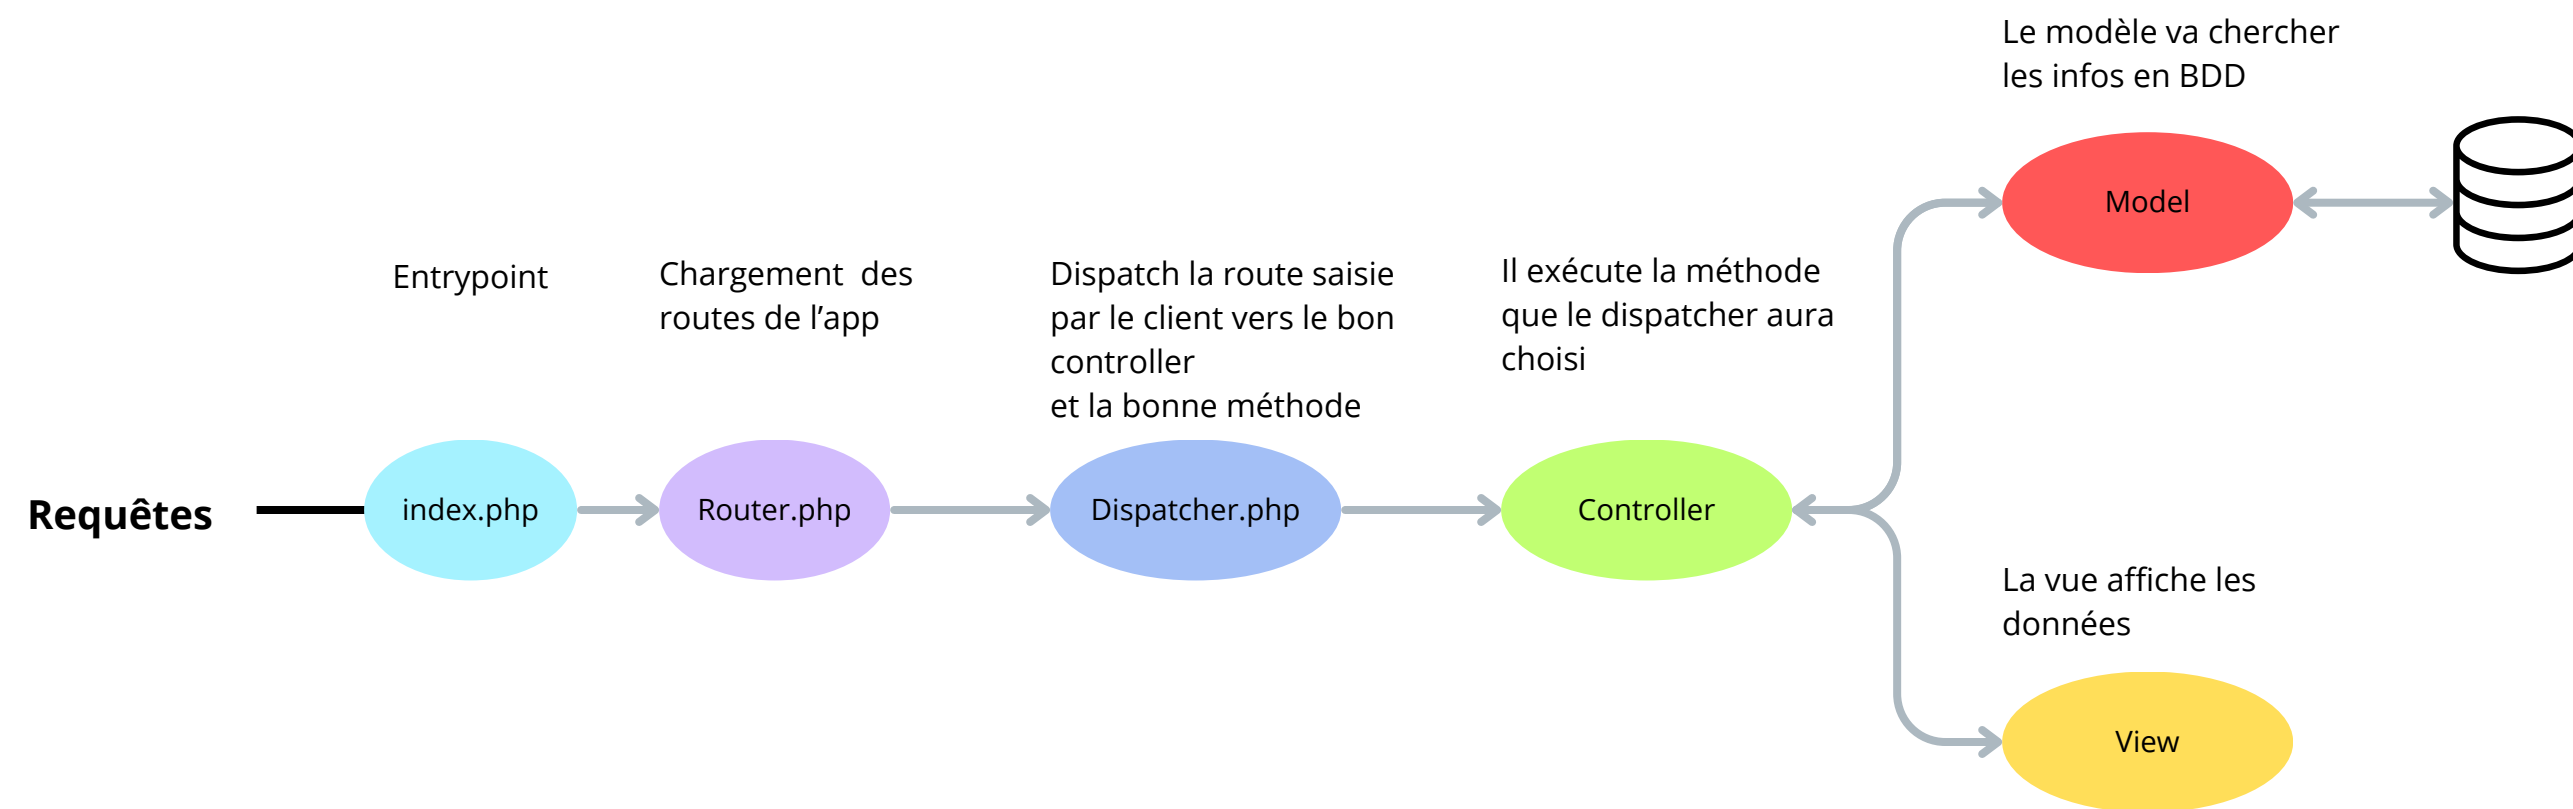 Le modèle va chercher
les infos en BDD
Model
Entrypoint
Chargement  des
routes de l’app
Dispatch la route saisie
par le client vers le bon
controller
et la bonne méthode
Il exécute la méthode
que le dispatcher aura
choisi
Requêtes
index.php
Router.php
Dispatcher.php
Controller
La vue affiche les
données
View